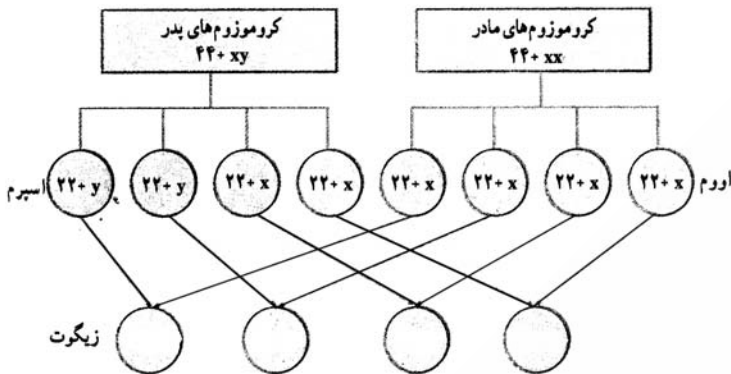 کروموزوم‌های مادر
۴۴+ xx
کروموزوم‌های پدر
۴۴+ xy
اووم
۲۲+ x
۲۲+ x
۲۲+ x
۲۲+ x
۲۲+ x
۲۲+ x
۲۲+ y
۲۲+ y
اسپرم
زیگوت